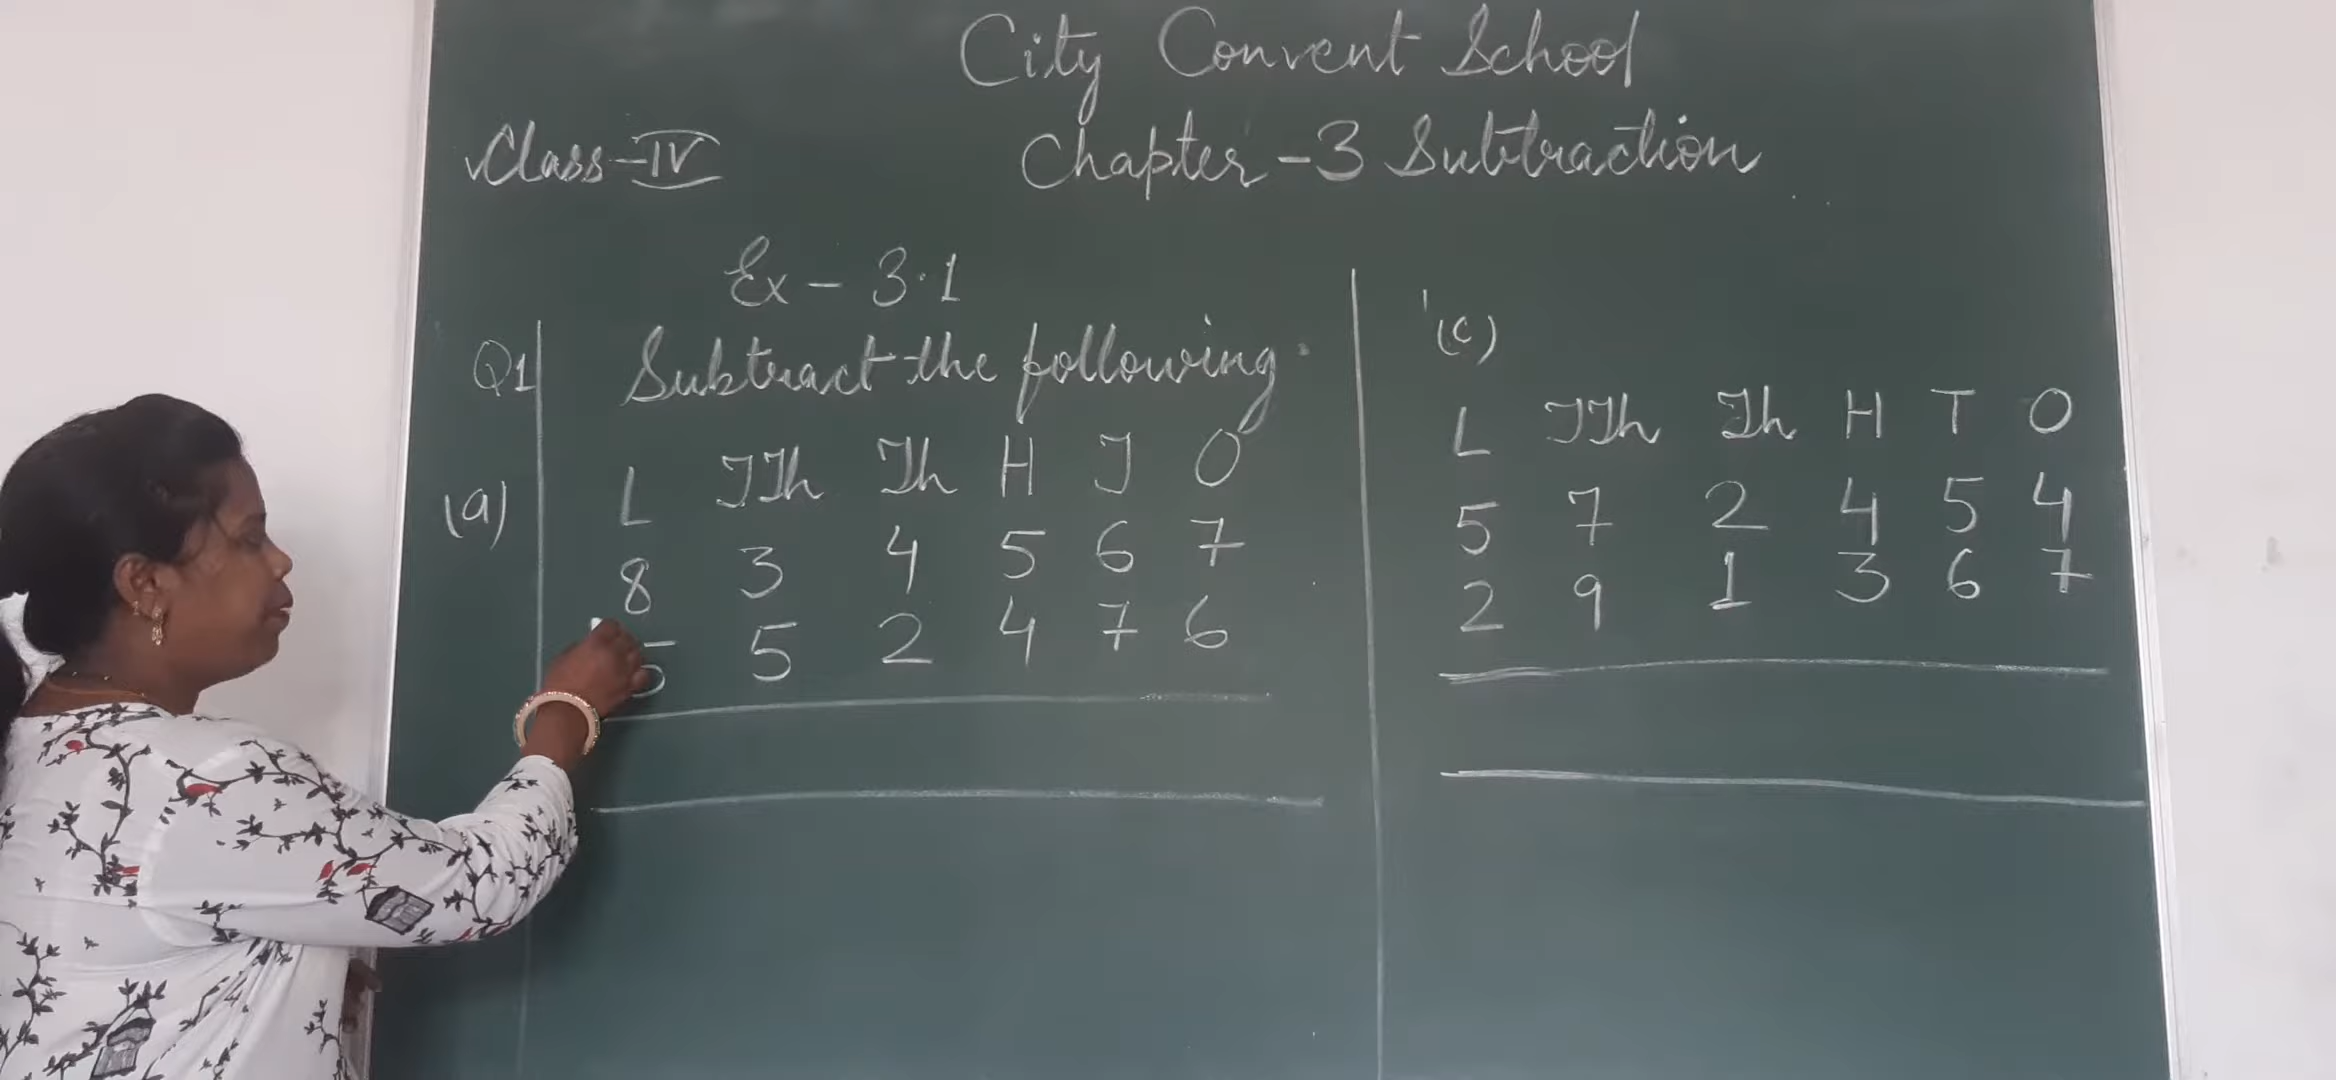 City Convent School
Class-IV
Chapter-3 Subtraction
Ex-3.1
Q1 Subtract the following.
(a)
L TTh Th H T O
8 3 4 5 6 7
5 5 2 4 7 6
(c)
L TTh Th H T O
5 7 2 4 5 4
2 9 1 3 6 7